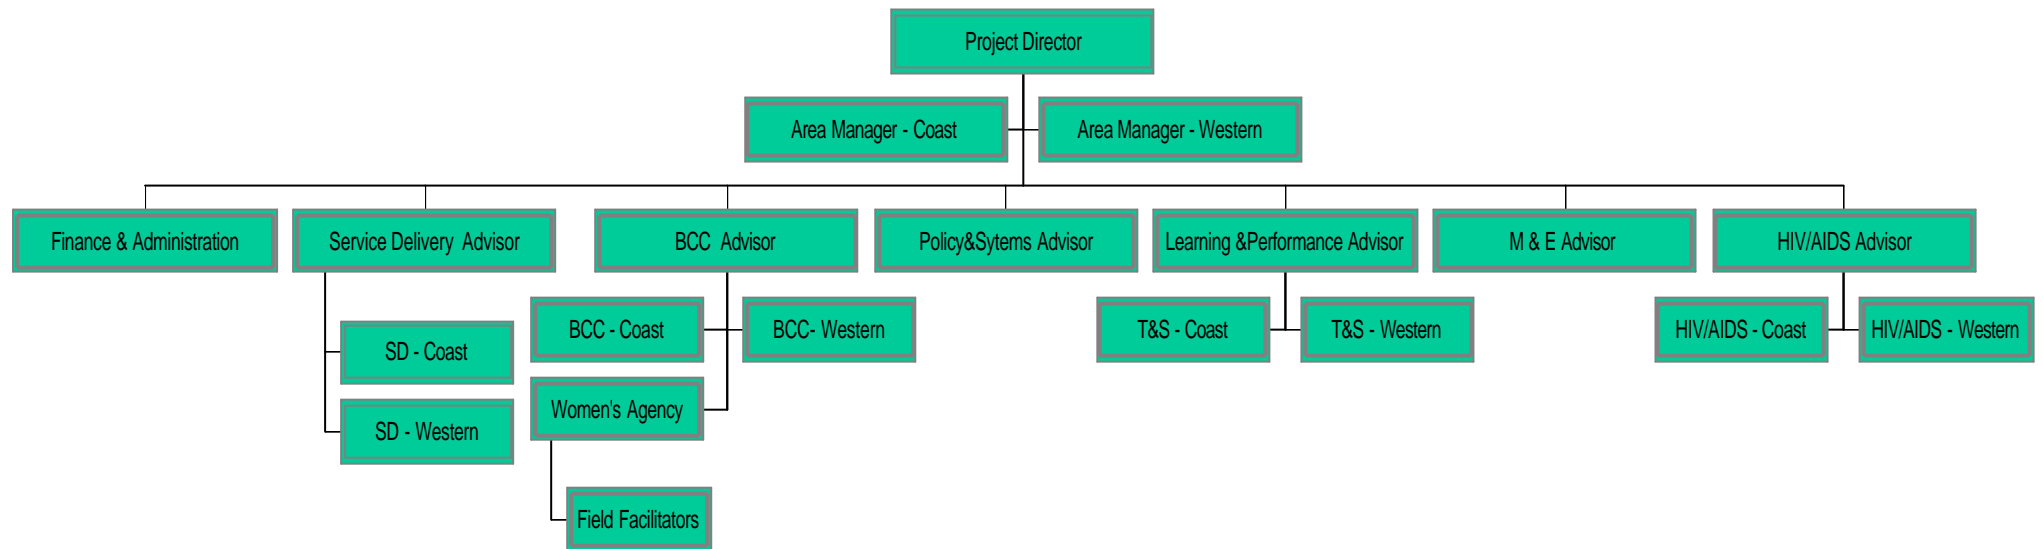 Project Director
Area Manager - Coast
Area Manager - Western
Finance & Administration
Service Delivery Advisor
BCC Advisor
Policy&Sytems Advisor
Learning &Performance Advisor
M & E Advisor
HIV/AIDS Advisor
BCC - Coast
BCC- Western
T&S - Coast
T&S - Western
HIV/AIDS - Coast
HIV/AIDS - Western
SD - Coast
Women's Agency
SD - Western
Field Facilitators